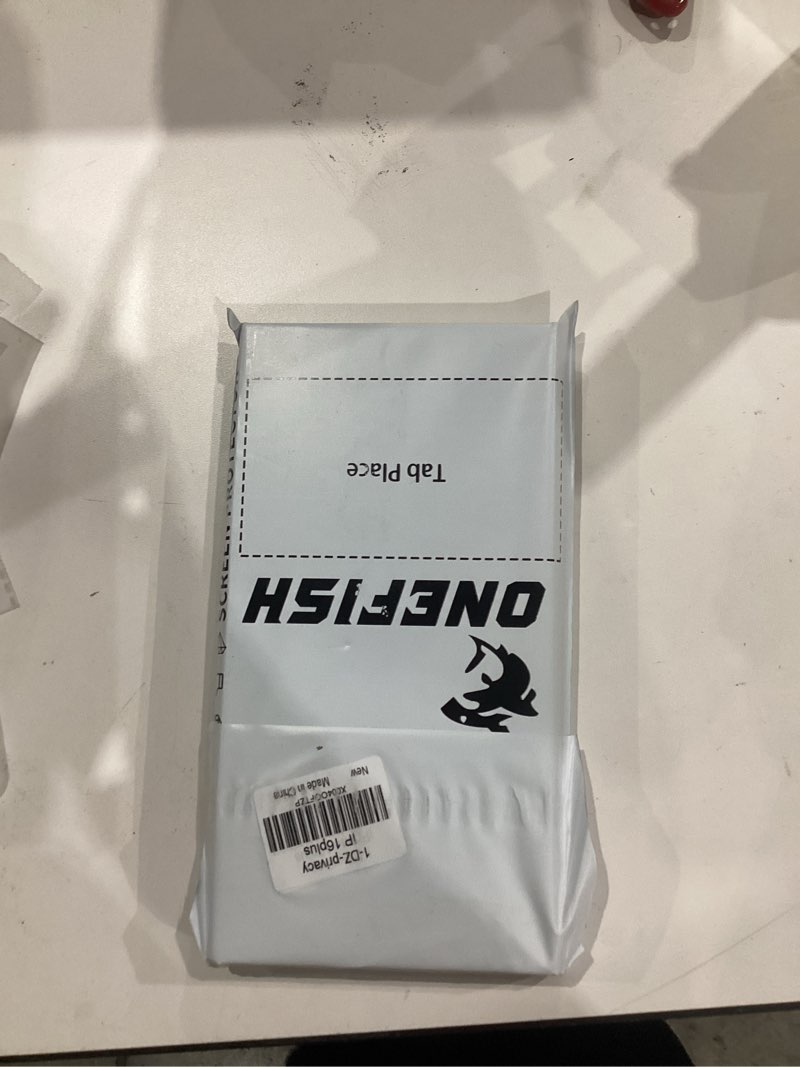 1-DZ-privacy
iP 16plus
Made in China
New
ONEFISH
Tab Place
SCREEN PROTECTOR